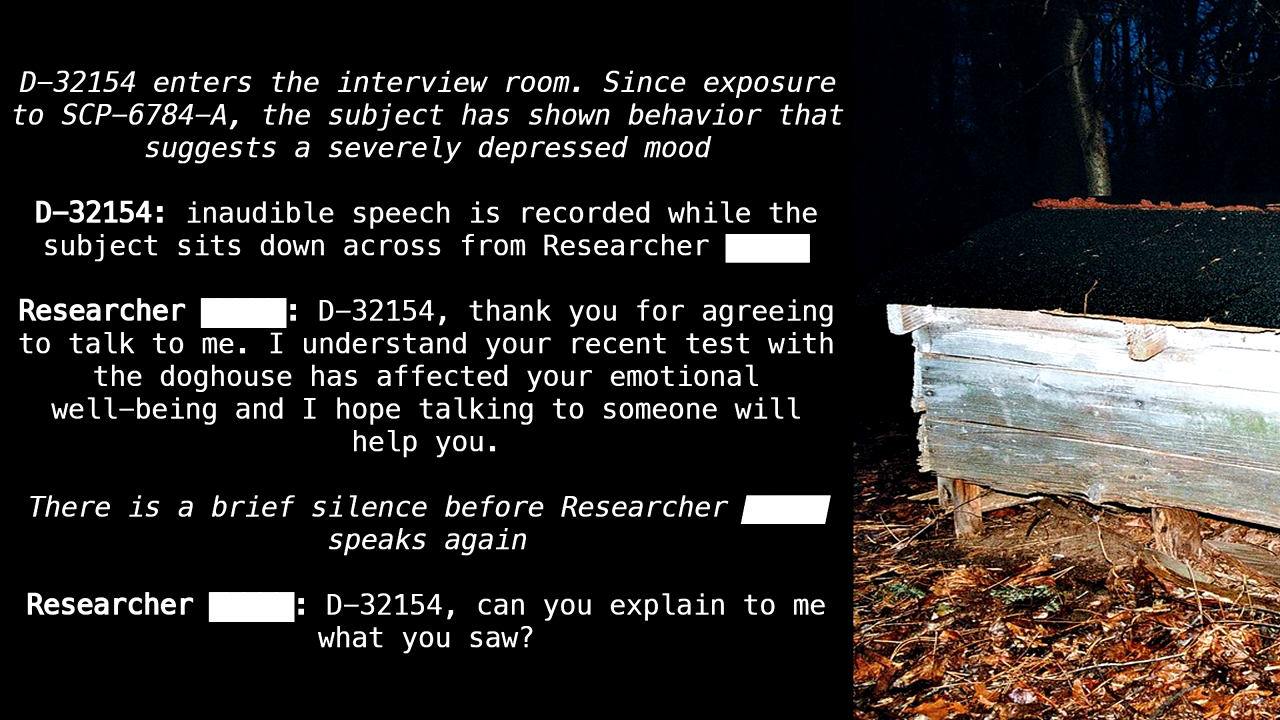 D-32154 enters the interview room. Since exposure
to SCP-6784-A, the subject has shown behavior that
suggests a severely depressed mood
D-32154: inaudible speech is recorded while the
subject sits down across from Researcher
Researcher : D-32154, thank you for agreeing
to talk to me. I understand your recent test with
the doghouse has affected your emotional
well-being and I hope talking to someone will
help you.
There is a brief silence before Researcher
speaks again
Researcher : D-32154, can you explain to me
what you saw?